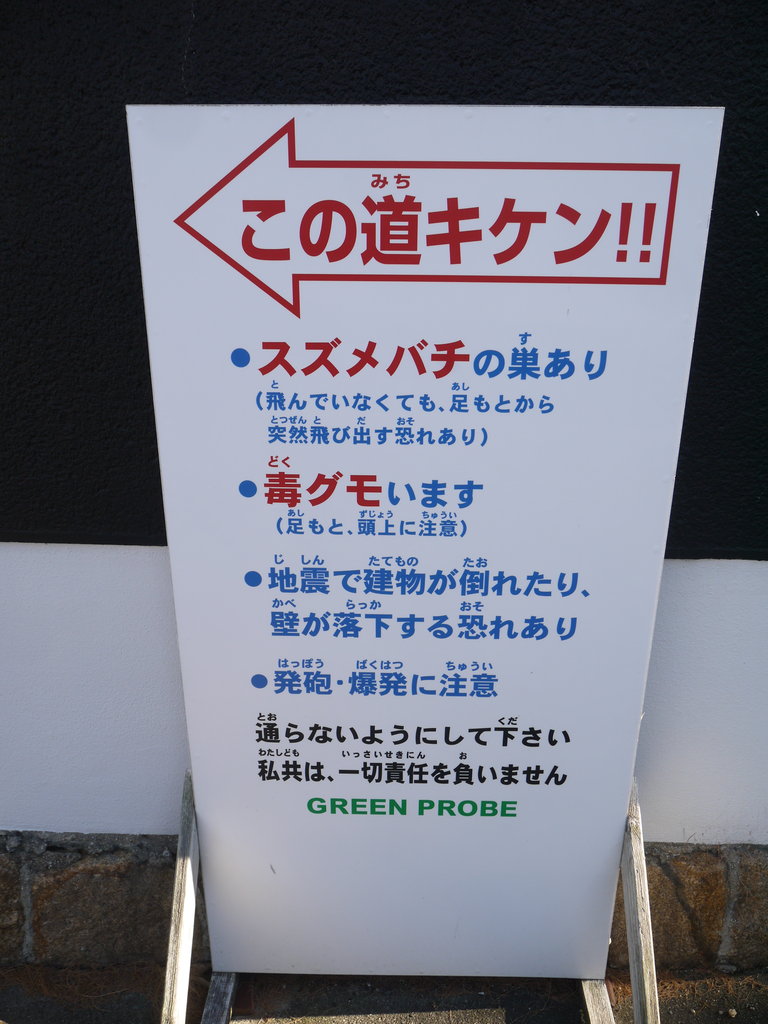 みち
この道キケン!!
す
●スズメバチの巣あり
と あし
(飛んでいなくても、足もとから
とつぜん と だ おそ
突然飛び出す恐れあり)
どく
●毒グモいます
あし ずじょう ちゅうい
(足もと、頭上に注意)
じ しん たてもの たお
●地震で建物が倒れたり、
かべ らっか おそ
壁が落下する恐れあり
はっぽう ばくはつ ちゅうい
●発砲・爆発に注意
とお くだ
通らないようにして下さい
わたしども いっさいせきにん お
私共は、一切責任を負いません
GREEN PROBE